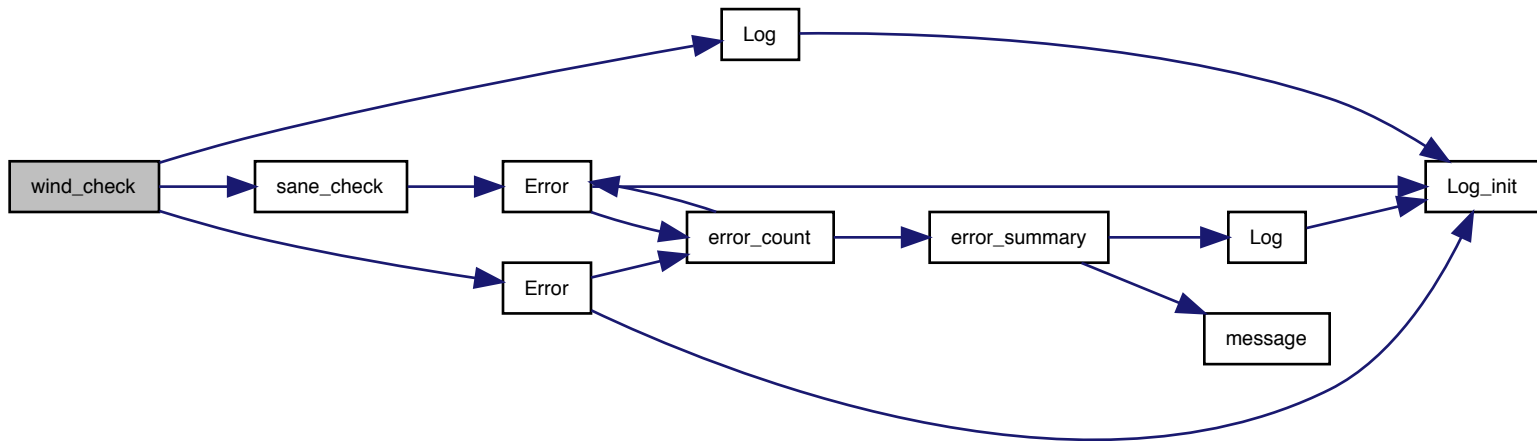 Log
wind_check
sane_check
Error
Log_init
error_count
error_summary
Log
Error
message